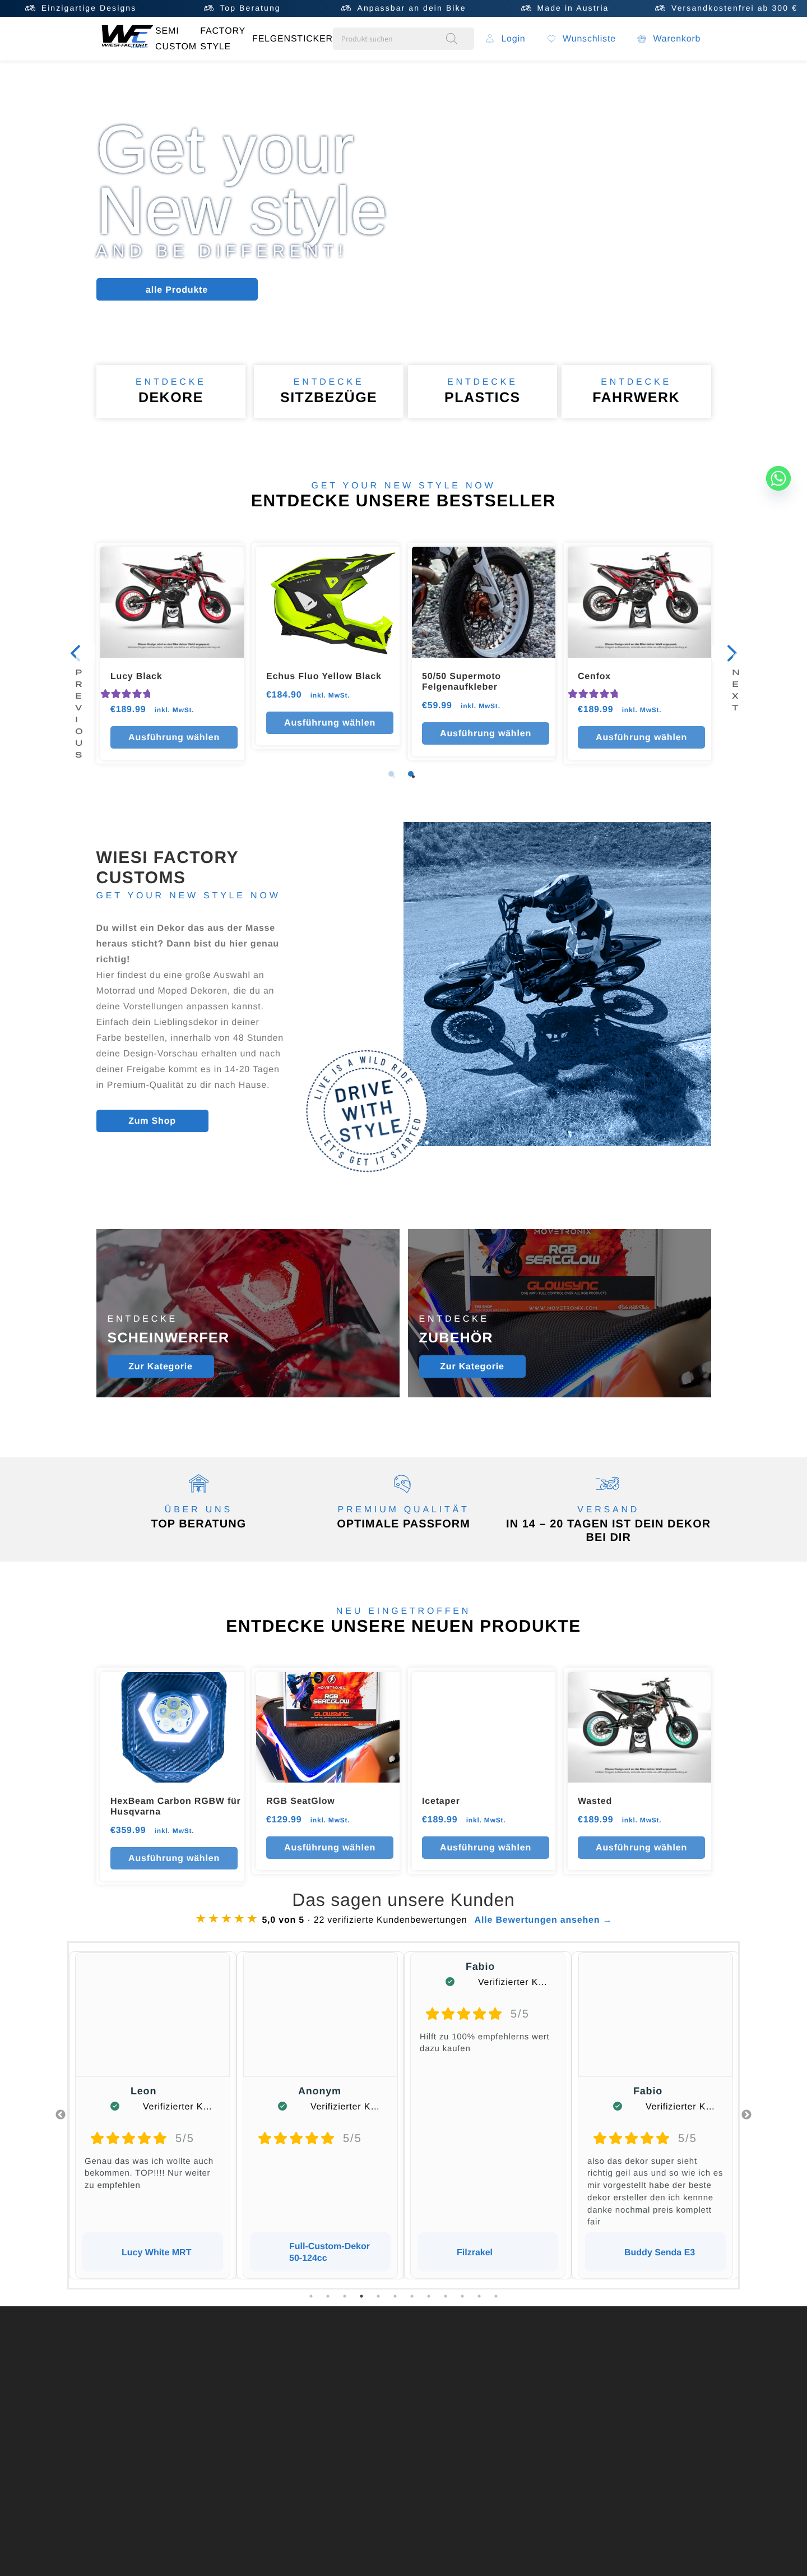 Einzigartige Designs
Top Beratung
Anpassbar an dein Bike
Made in Austria
Versandkostenfrei ab 300 €
WF
WIESI-FACTORY
SEMI CUSTOM
FACTORY STYLE
FELGENSTICKER
Produkt suchen
Login
Wunschliste
Warenkorb
Get your
New style
AND BE DIFFERENT!
alle Produkte
ENTDECKE
DEKORE
ENTDECKE
SITZBEZÜGE
ENTDECKE
PLASTICS
ENTDECKE
FAHRWERK
GET YOUR NEW STYLE NOW
ENTDECKE UNSERE BESTSELLER
PREVIOUS
NEXT
Lucy Black
€189.99 inkl. MwSt.
Ausführung wählen
Echus Fluo Yellow Black
€184.90 inkl. MwSt.
Ausführung wählen
50/50 Supermoto
Felgenaufkleber
€59.99 inkl. MwSt.
Ausführung wählen
Cenfox
€189.99 inkl. MwSt.
Ausführung wählen
WIESI FACTORY
CUSTOMS
GET YOUR NEW STYLE NOW
Du willst ein Dekor das aus der Masse
heraus sticht? Dann bist du hier genau
richtig!
Hier findest du eine große Auswahl an
Motorrad und Moped Dekoren, die du an
deine Vorstellungen anpassen kannst.
Einfach dein Lieblingsdekor in deiner
Farbe bestellen, innerhalb von 48 Stunden
deine Design-Vorschau erhalten und nach
deiner Freigabe kommt es in 14-20 Tagen
in Premium-Qualität zu dir nach Hause.
Zum Shop
LIVE IS A WILD RIDE
DRIVE
WITH
STYLE
LET'S GET IT STARTED
ENTDECKE
SCHEINWERFER
Zur Kategorie
MOVETRONIX
RGB
SEATGLOW
GLOWSYNC
WWW.MOVETRONIX.COM
ENTDECKE
ZUBEHÖR
Zur Kategorie
ÜBER UNS
TOP BERATUNG
PREMIUM QUALITÄT
OPTIMALE PASSFORM
VERSAND
IN 14 – 20 TAGEN IST DEIN DEKOR
BEI DIR
NEU EINGETROFFEN
ENTDECKE UNSERE NEUEN PRODUKTE
HexBeam Carbon RGBW für
Husqvarna
€359.99 inkl. MwSt.
Ausführung wählen
RGB
SEATGLOW
GLOWSYNC
RGB SeatGlow
€129.99 inkl. MwSt.
Ausführung wählen
Icetaper
€189.99 inkl. MwSt.
Ausführung wählen
Wasted
€189.99 inkl. MwSt.
Ausführung wählen
Das sagen unsere Kunden
5,0 von 5 · 22 verifizierte Kundenbewertungen Alle Bewertungen ansehen →
Leon
Verifizierter K...
5/5
Genau das was ich wollte auch
bekommen. TOP!!!! Nur weiter
zu empfehlen
Lucy White MRT
Anonym
Verifizierter K...
5/5
Full-Custom-Dekor
50-124cc
Fabio
Verifizierter K...
5/5
Hilft zu 100% empfehlerns wert
dazu kaufen
Filzrakel
Fabio
Verifizierter K...
5/5
also das dekor super sieht
richtig geil aus und so wie ich es
mir vorgestellt habe der beste
dekor ersteller den ich kennne
danke nochmal preis komplett
fair
Buddy Senda E3